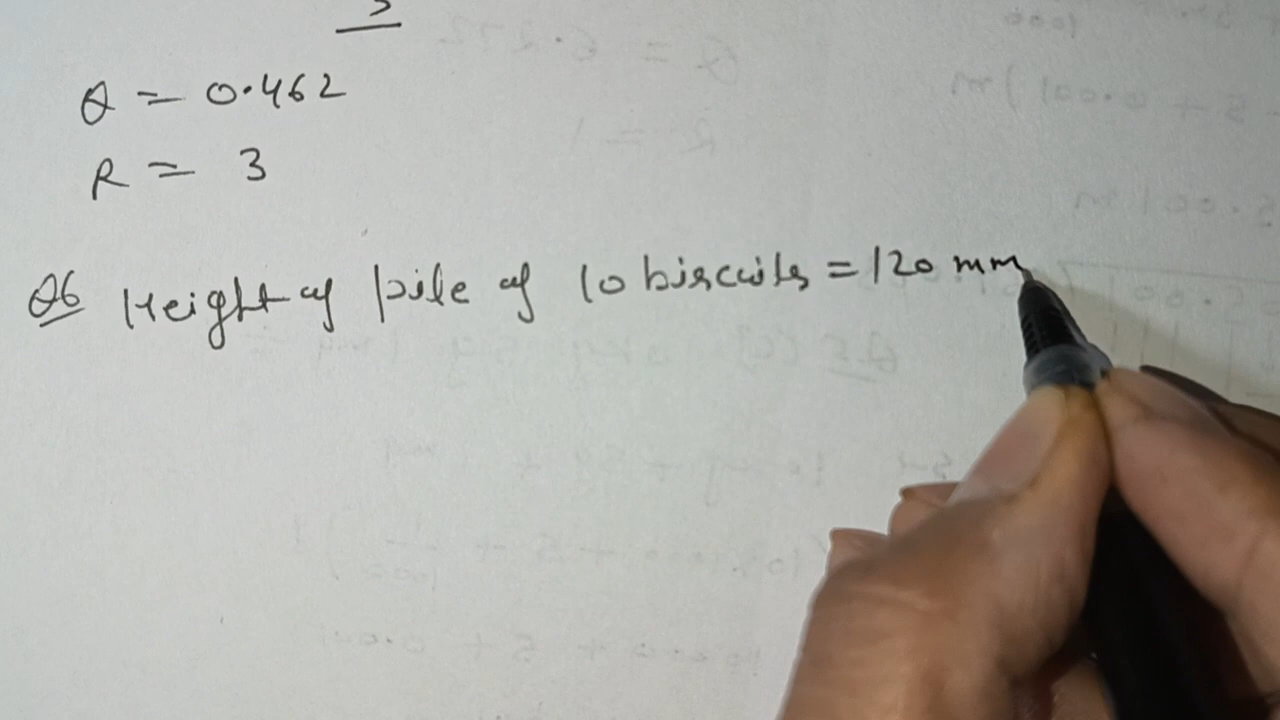 Q = 0.462
R = 3
Q6 Height of pile of 10 biscuits = 120 mm